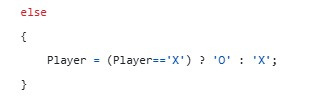 else
{
Player = (Player=='X') ? 'O' : 'X';
}